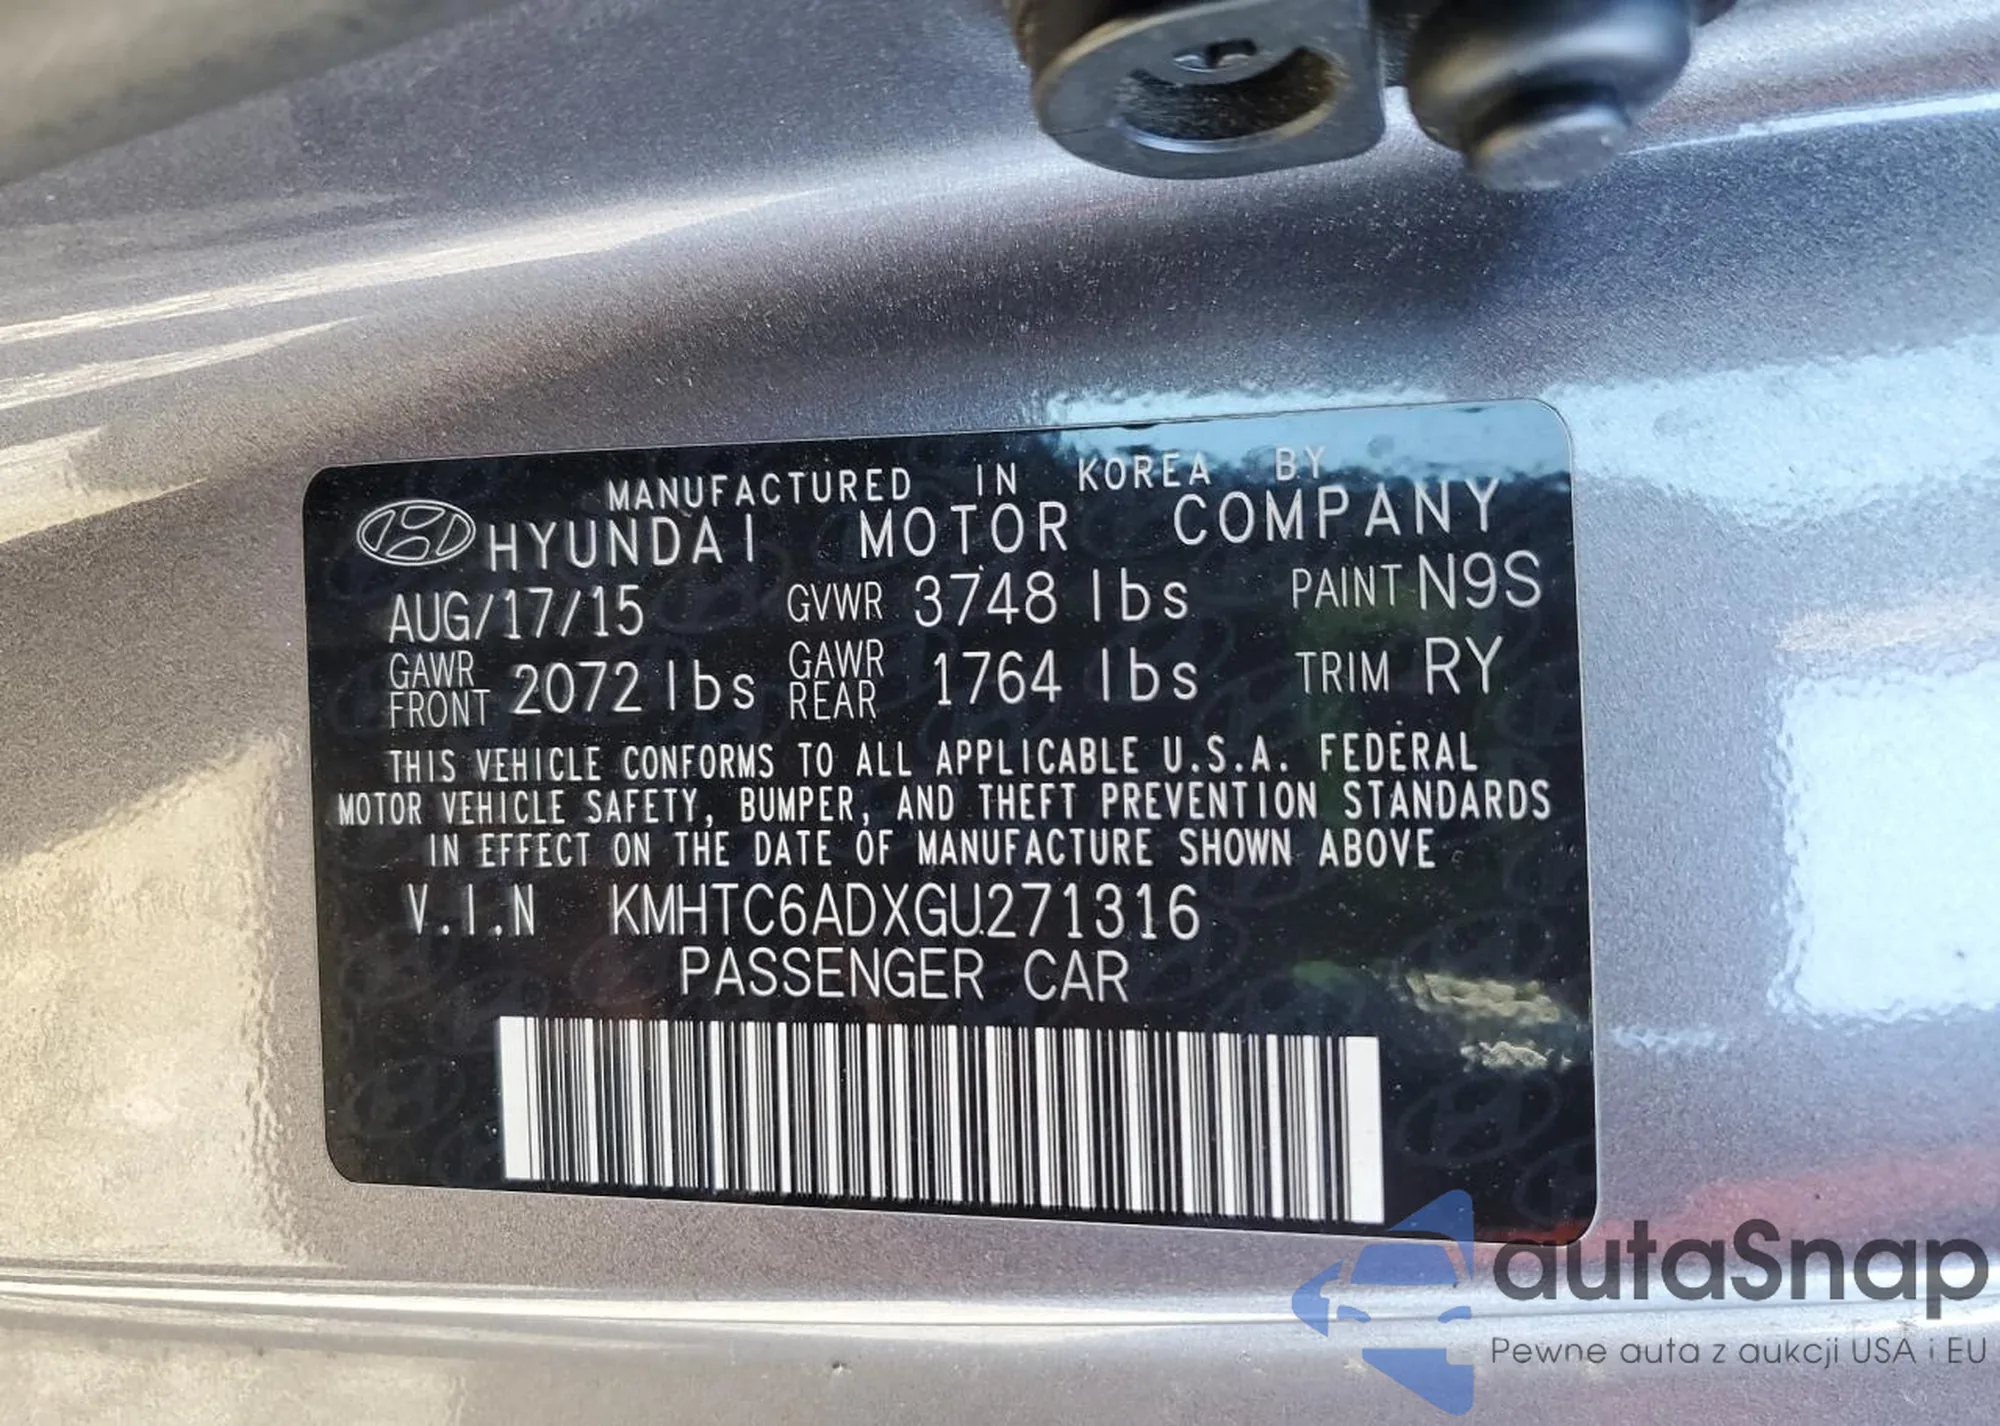 MANUFACTURED IN KOREA BY
HYUNDAI MOTOR COMPANY
AUG/17/15 GVWR 3748 lbs PAINT N9S
GAWR FRONT 2072 lbs GAWR REAR 1764 lbs TRIM RY
THIS VEHICLE CONFORMS TO ALL APPLICABLE U.S.A. FEDERAL
MOTOR VEHICLE SAFETY, BUMPER, AND THEFT PREVENTION STANDARDS
IN EFFECT ON THE DATE OF MANUFACTURE SHOWN ABOVE
V.I.N KMHTC6ADXGU271316
PASSENGER CAR
autaSnap
Pewne auta z aukcji USA i EU